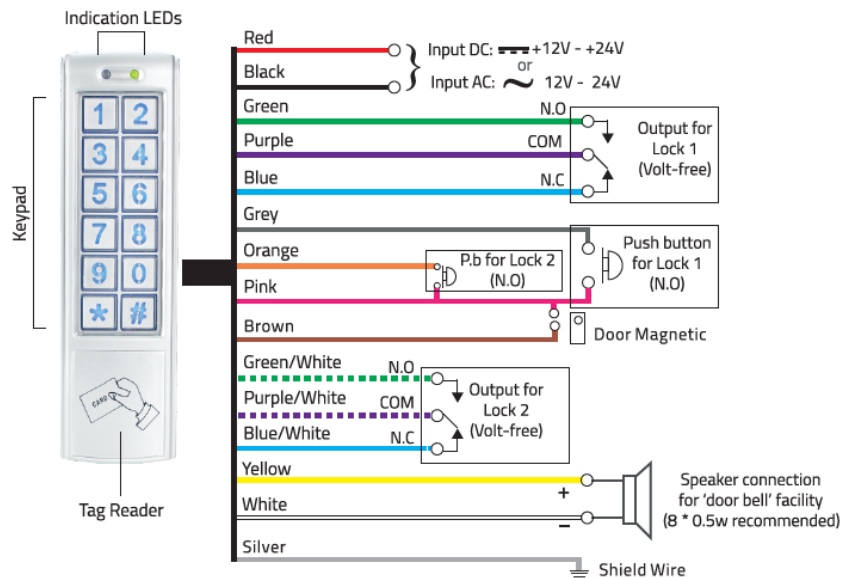 Indication LEDs
Keypad
1 2
3 4
5 6
7 8
9 0
* #
CARD
Tag Reader
Red
Input DC: +12V - +24V
or
Black
Input AC: 12V - 24V
Green
N.O
Output for
Lock 1
(Volt-free)
Purple
COM
Blue
N.C
Grey
Push button
for Lock 1
(N.O)
Orange
P.b for Lock 2
(N.O)
Pink
Brown
Door Magnetic
Green/White
N.O
Output for
Lock 2
(Volt-free)
Purple/White
COM
Blue/White
N.C
Yellow
+
White
–
Speaker connection
for ‘door bell’ facility
(8 * 0.5w recommended)
Silver
Shield Wire